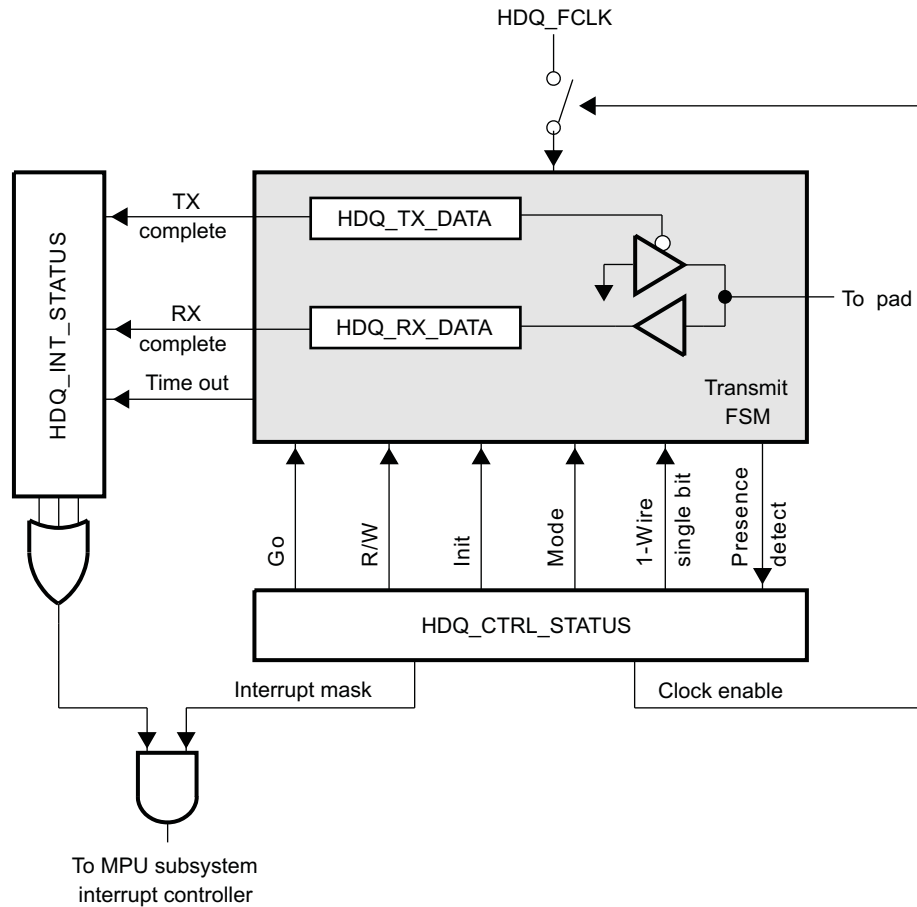 HDQ_FCLK
TX
complete
HDQ_TX_DATA
HDQ_INT_STATUS
To pad
RX
complete
HDQ_RX_DATA
Time out
Transmit
FSM
Go
R/W
Init
Mode
1-Wire
single bit
Presence
detect
HDQ_CTRL_STATUS
Interrupt mask
Clock enable
To MPU subsystem
interrupt controller